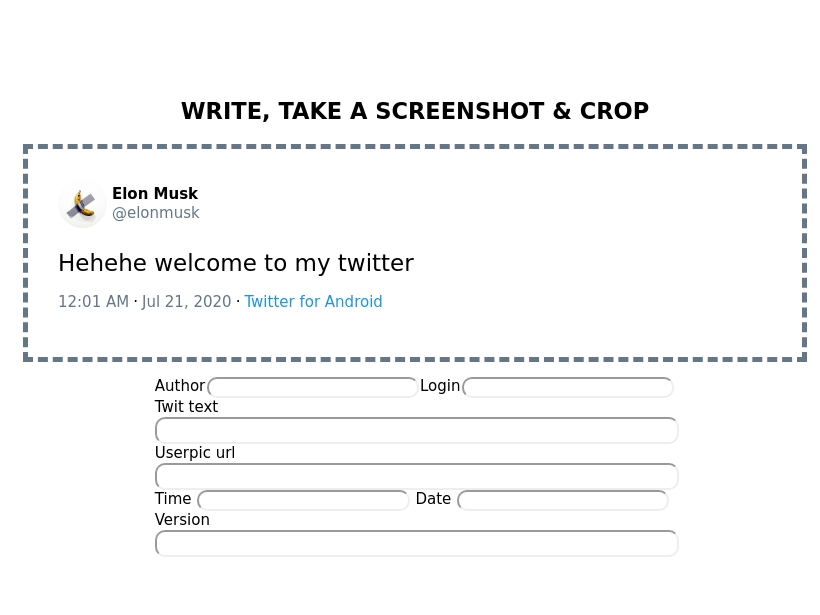 WRITE, TAKE A SCREENSHOT & CROP
Elon Musk
@elonmusk
Hehehe welcome to my twitter
12:01 AM · Jul 21, 2020 · Twitter for Android
Author Login
Twit text
Userpic url
Time Date
Version